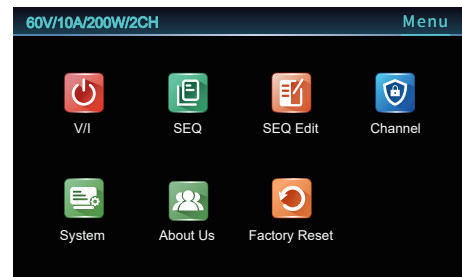 60V/10A/200W/2CH Menu
V/I SEQ SEQ Edit Channel
System About Us Factory Reset